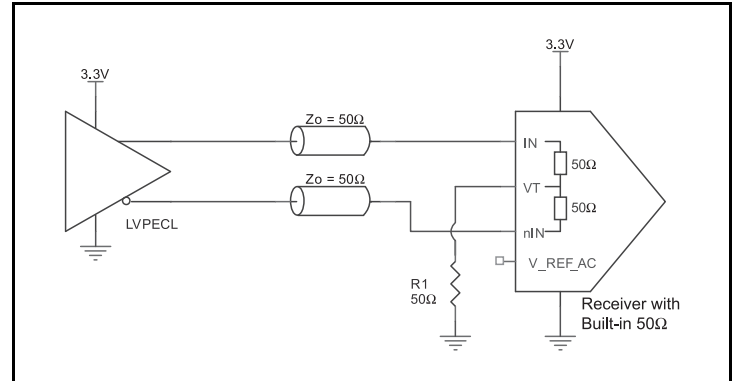 3.3V
3.3V
Zo = 50Ω
IN
50Ω
Zo = 50Ω
VT
50Ω
LVPECL
nIN
V_REF_AC
R1
50Ω
Receiver with
Built-in 50Ω